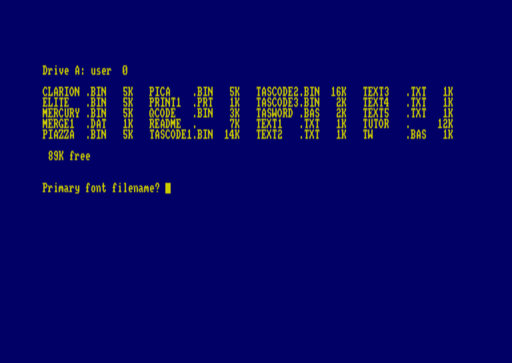 Drive A: user  0
CLARION .BIN   5K   PICA    .BIN   5K   TASCODE2.BIN  16K   TEXT3   .TXT   1K
ELITE   .BIN   5K   PRINT1  .PRT   1K   TASCODE3.BIN   2K   TEXT4   .TXT   1K
MERCURY .BIN   5K   QCODE   .BIN   3K   TASWORD .BAS   2K   TEXT5   .TXT   1K
MERGE1  .DAT   1K   README  .      7K   TEXT1   .TXT   1K   TUTOR   .     12K
PIAZZA  .BIN   5K   TASCODE1.BIN  14K   TEXT2   .TXT   1K   TW      .BAS   1K
89K free
Primary font filename?